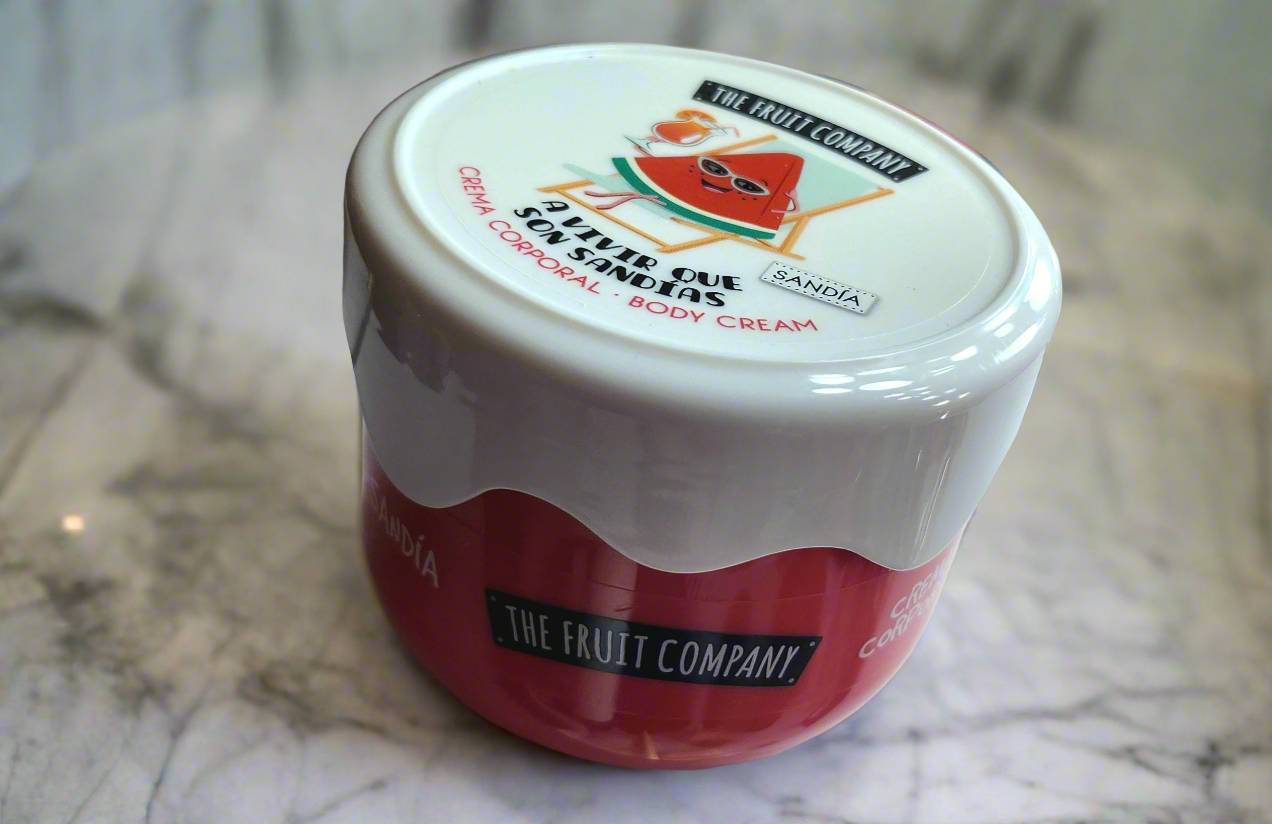 THE FRUIT COMPANY
A VIVIR QUE
SON SANDÍAS
SANDÍA
CREMA CORPORAL · BODY CREAM
SANDÍA
THE FRUIT COMPANY